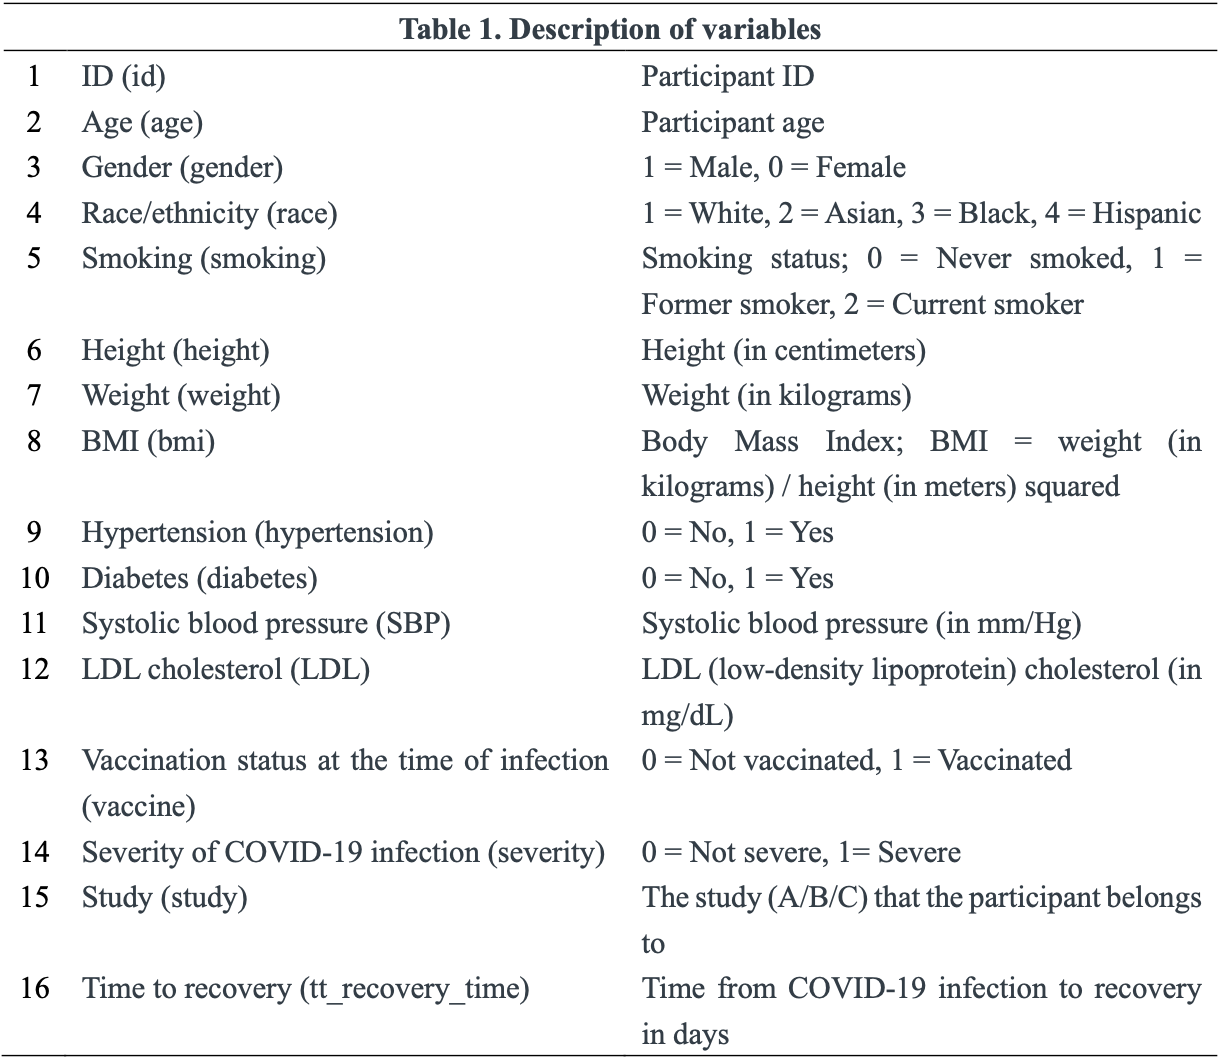 Table 1. Description of variables
1 ID (id) Participant ID
2 Age (age) Participant age
3 Gender (gender) 1 = Male, 0 = Female
4 Race/ethnicity (race) 1 = White, 2 = Asian, 3 = Black, 4 = Hispanic
5 Smoking (smoking) Smoking status; 0 = Never smoked, 1 =
Former smoker, 2 = Current smoker
6 Height (height) Height (in centimeters)
7 Weight (weight) Weight (in kilograms)
8 BMI (bmi) Body Mass Index; BMI = weight (in
kilograms) / height (in meters) squared
9 Hypertension (hypertension) 0 = No, 1 = Yes
10 Diabetes (diabetes) 0 = No, 1 = Yes
11 Systolic blood pressure (SBP) Systolic blood pressure (in mm/Hg)
12 LDL cholesterol (LDL) LDL (low-density lipoprotein) cholesterol (in
mg/dL)
13 Vaccination status at the time of infection 0 = Not vaccinated, 1 = Vaccinated
(vaccine)
14 Severity of COVID-19 infection (severity) 0 = Not severe, 1= Severe
15 Study (study) The study (A/B/C) that the participant belongs
to
16 Time to recovery (tt_recovery_time) Time from COVID-19 infection to recovery
in days